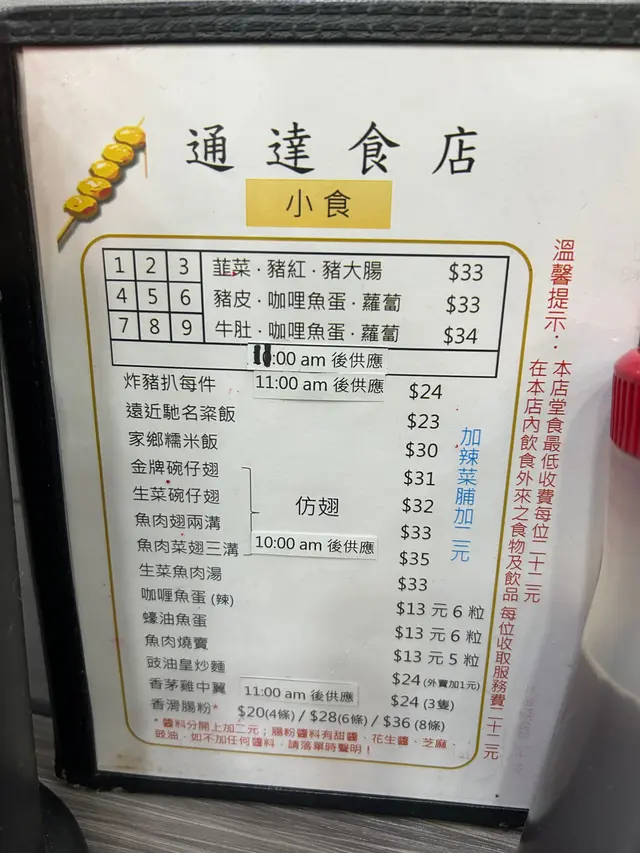 通達食店
小食
1 2 3 韮菜·豬紅·豬大腸 $33
4 5 6 豬皮·咖哩魚蛋·蘿蔔 $33
7 8 9 牛肚·咖哩魚蛋·蘿蔔 $34
:00 am 後供應
炸豬扒每件 11:00 am 後供應 $24
遠近馳名粢飯 $23
家鄉糯米飯 $30
金牌碗仔翅 $31
生菜碗仔翅 仿翅 $32
魚肉翅兩溝 $33
魚肉菜翅三溝 10:00 am 後供應 $35
生菜魚肉湯 $33
咖喱魚蛋(辣) $13 元 6 粒
蠔油魚蛋 $13 元 6 粒
魚肉燒賣 $13 元 5 粒
豉油皇炒麵 $24 (外賣加1元)
香茅雞中翼 11:00 am 後供應 $24 (3隻)
香滑腸粉* $20(4條) / $28(6條) / $36 (8條)
*醬料分開上加二元；腸粉醬料有甜醬、花生醬、芝麻、
豉油，如不加任何醬料，請落單時聲明！
加辣菜脯加二元
溫馨提示：
本店堂食最低收費每位二十二元
在本店內飲食外來之食物及飲品 每位收取服務費二十二元